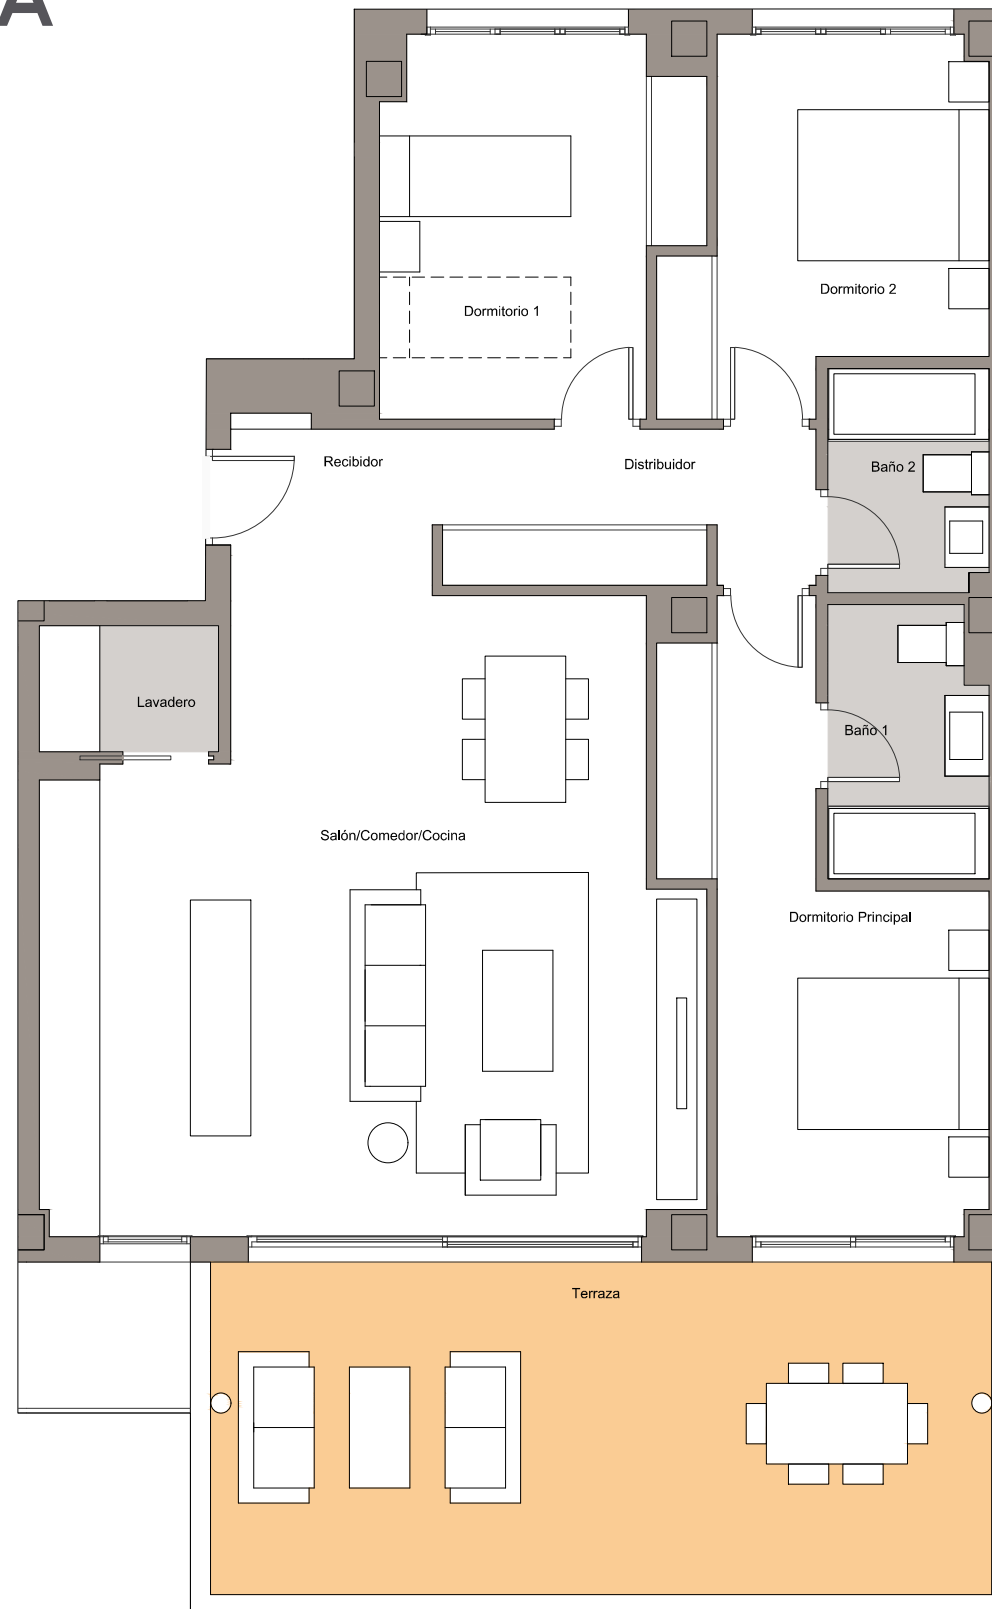 A
Dormitorio 2
Dormitorio 1
Recibidor
Distribuidor
Baño 2
Lavadero
Baño 1
Salón/Comedor/Cocina
Dormitorio Principal
Terraza